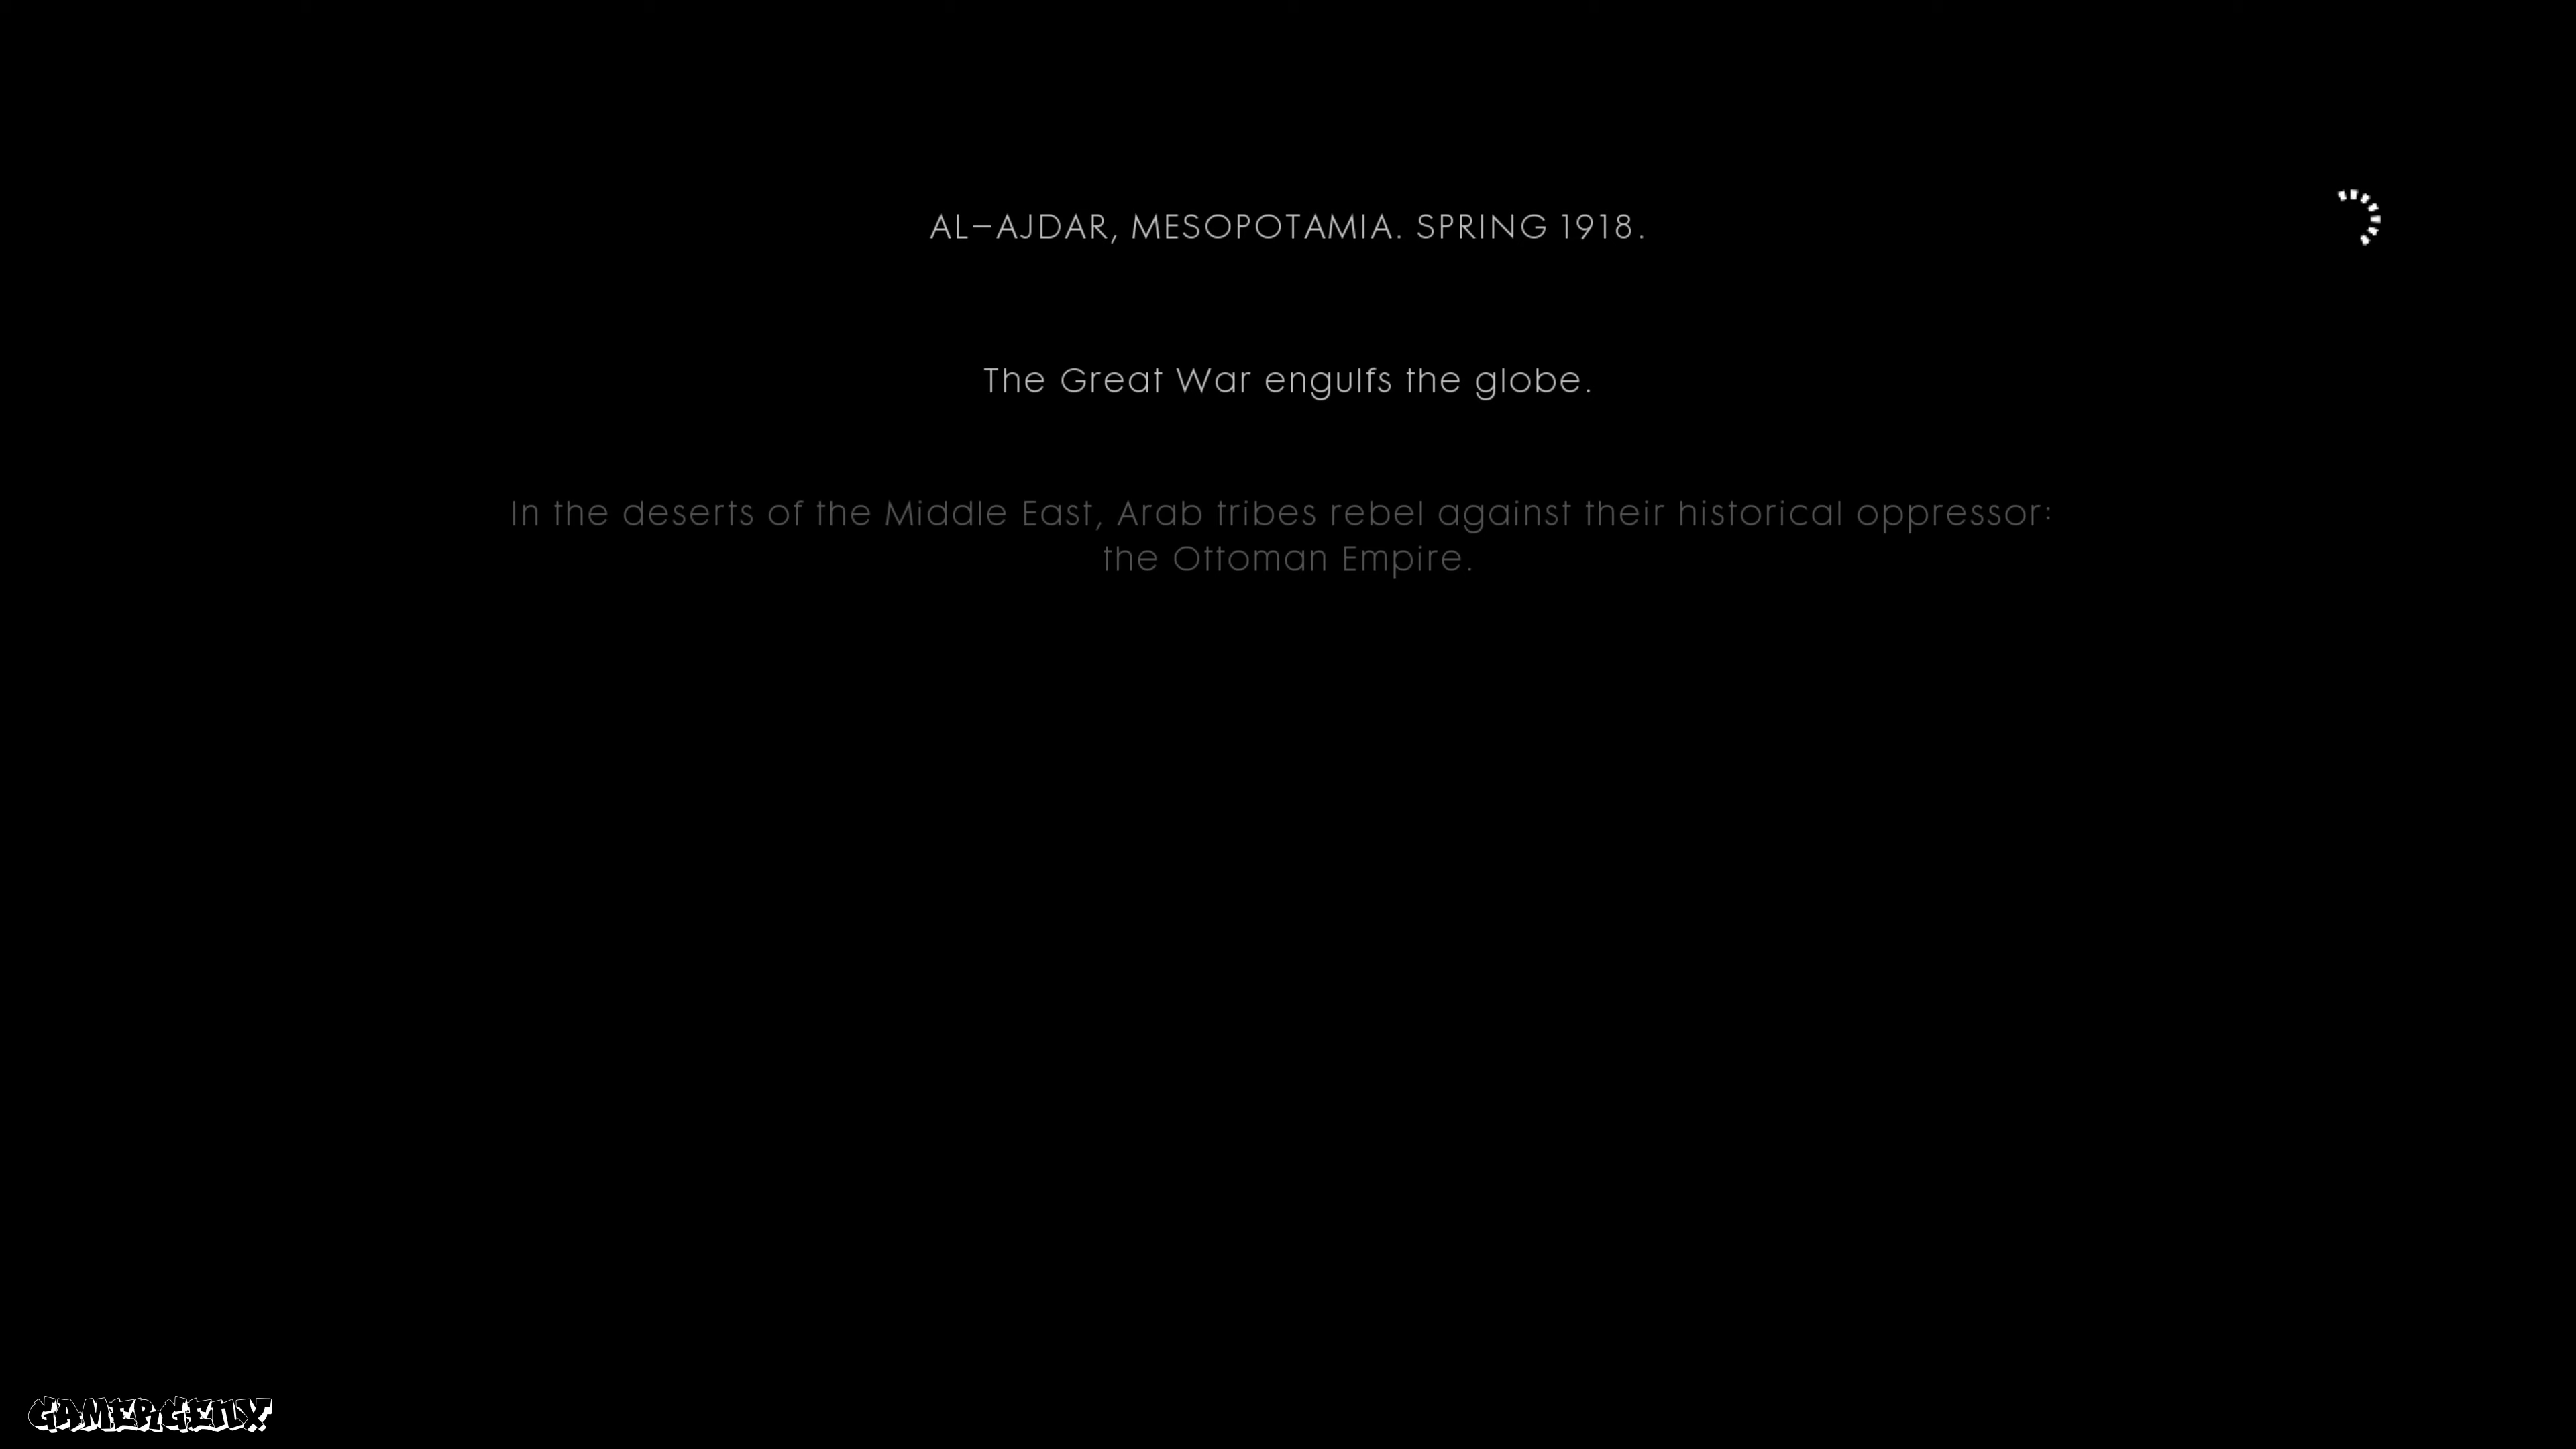 AL-AJDAR, MESOPOTAMIA. SPRING 1918.
The Great War engulfs the globe.
In the deserts of the Middle East, Arab tribes rebel against their historical oppressor:
the Ottoman Empire.
GAMERGENX